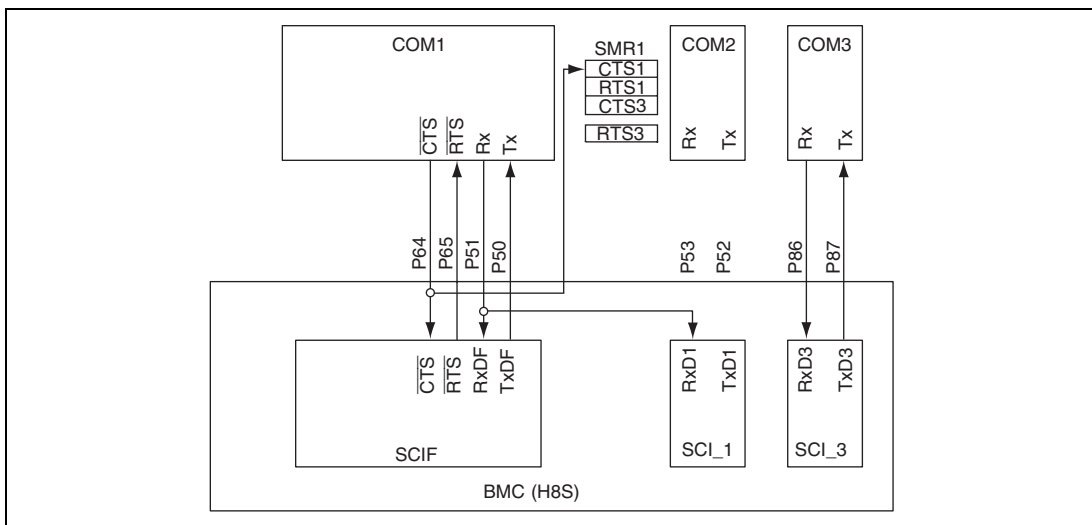 COM1
SMR1
COM2
COM3
CTS1
RTS1
CTS3
RTS3
CTS
RTS
Rx
Tx
Rx
Tx
Rx
Tx
P64
P65
P51
P50
P53
P52
P86
P87
CTS
RTS
RxDF
TxDF
RxD1
TxD1
RxD3
TxD3
SCIF
SCI_1
SCI_3
BMC (H8S)